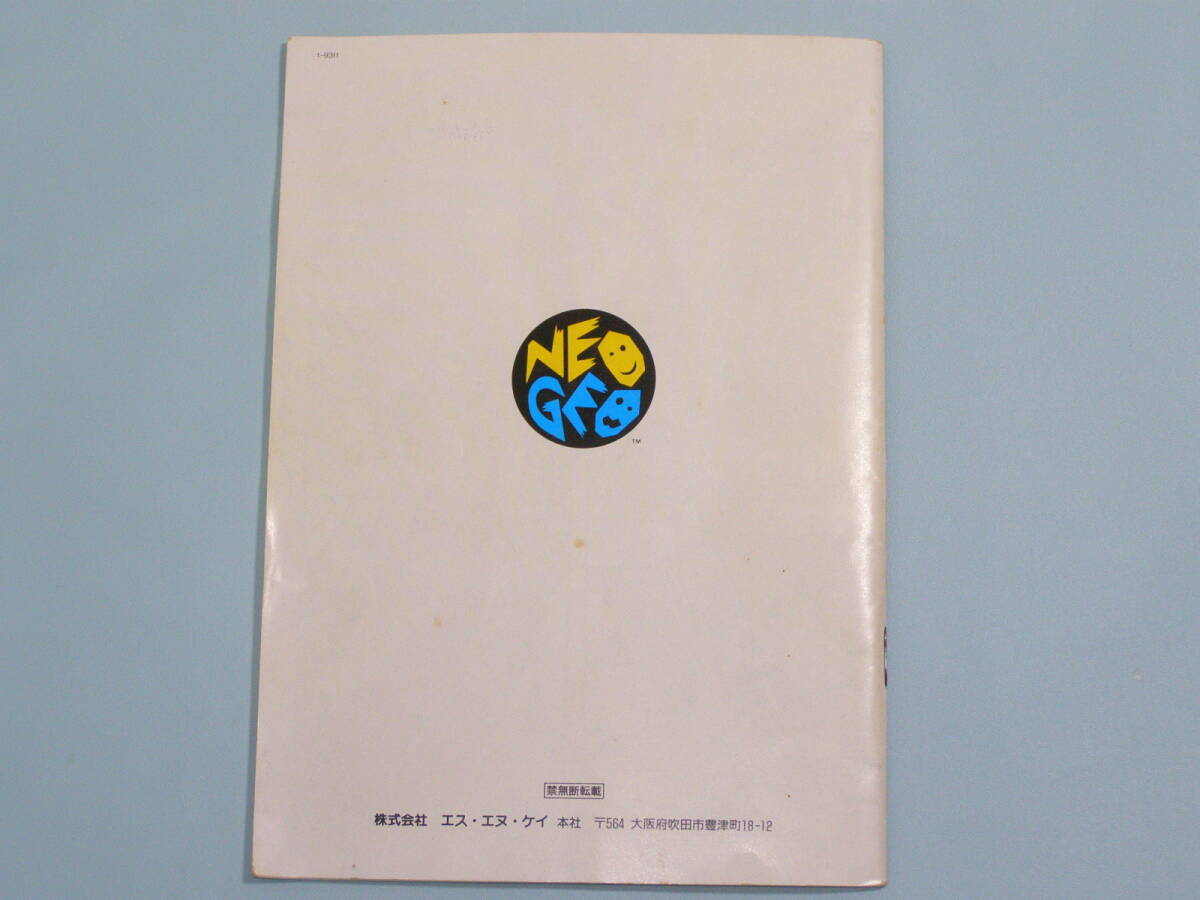 1-9311
NEO
GEO
TM
禁無断転載
株式会社 エス・エヌ・ケイ 本社 〒564 大阪府吹田市豊津町18-12